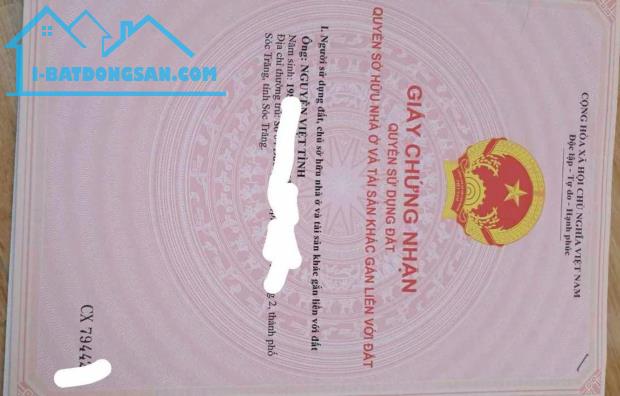 I-BATDONGSAN.COM
CỘNG HÒA XÃ HỘI CHỦ NGHĨA VIỆT NAM
Độc lập - Tự do - Hạnh phúc
GIẤY CHỨNG NHẬN
QUYỀN SỬ DỤNG ĐẤT
QUYỀN SỞ HỮU NHÀ Ở VÀ TÀI SẢN KHÁC GẮN LIỀN VỚI ĐẤT
I. Người sử dụng đất, chủ sở hữu nhà ở và tài sản khác gắn liền với đất
Ông: NGUYỄN VIỆT TÌNH
Năm sinh: 19
Địa chỉ thường trú: Số 2, thành phố
Sóc Trăng, tỉnh Sóc Trăng.
CX 7944